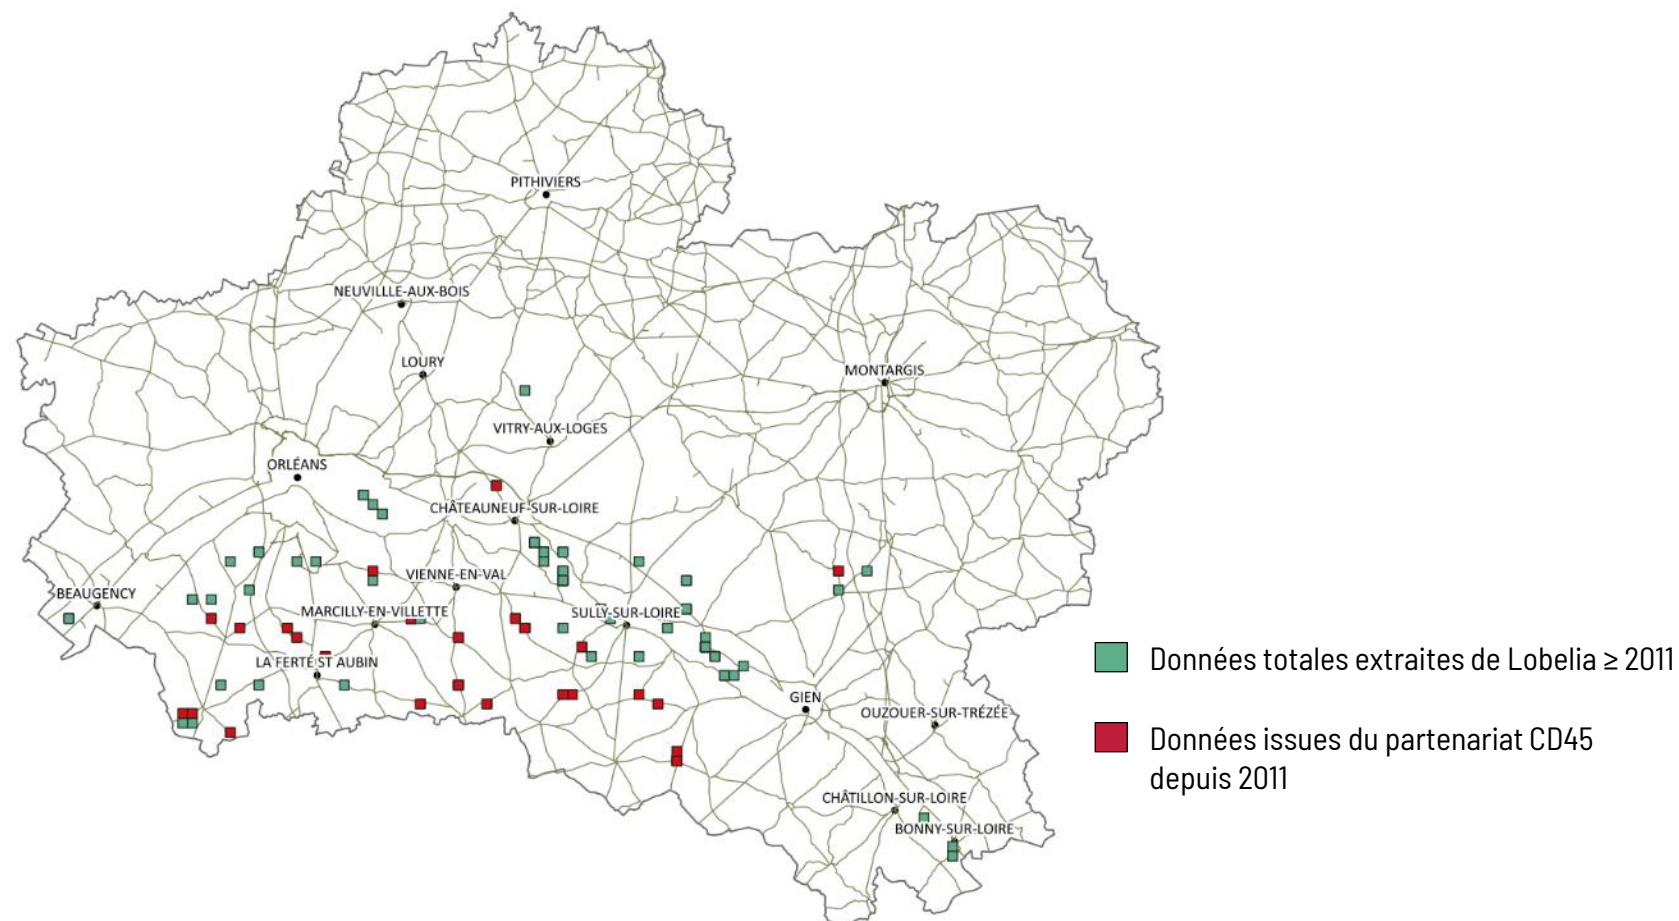 PITHIVIERS
NEUVILLLE-AUX-BOIS
LOURY
MONTARGIS
VITRY-AUX-LOGES
ORLÉANS
CHÂTEAUNEUF-SUR-LOIRE
VIENNE-EN-VAL
BEAUGENCY
MARCILLY-EN-VILLETTE
SULLY-SUR-LOIRE
LA FERTÉ ST AUBIN
GIEN
OUZOUER-SUR-TRÉZÉE
CHÂTILLON-SUR-LOIRE
BONNY-SUR-LOIRE
Données totales extraites de Lobelia ≥ 2011
Données issues du partenariat CD45
depuis 2011